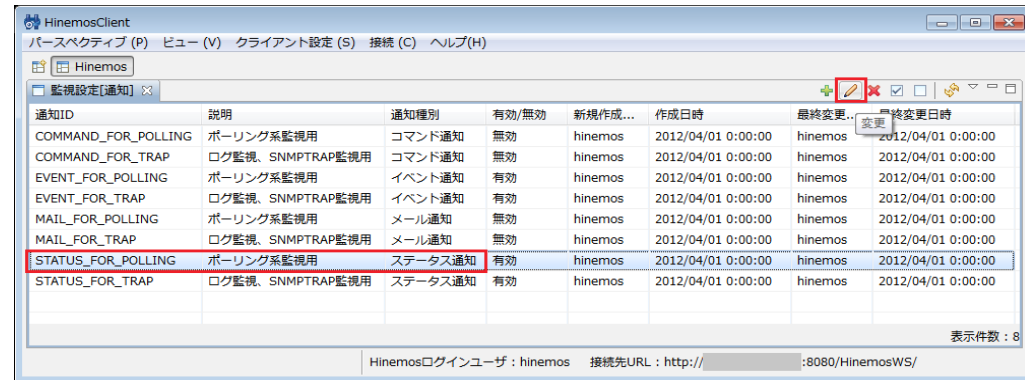 HinemosClient
パースペクティブ (P) ビュー (V) クライアント設定 (S) 接続 (C) ヘルプ(H)
Hinemos
監視設定[通知]
通知ID 説明 通知種別 有効/無効 新規作成... 作成日時 最終変更... 最終変更日時
変更
COMMAND_FOR_POLLING ポーリング系監視用 コマンド通知 無効 hinemos 2012/04/01 0:00:00 hinemos 2012/04/01 0:00:00
COMMAND_FOR_TRAP ログ監視、SNMPTRAP監視用 コマンド通知 無効 hinemos 2012/04/01 0:00:00 hinemos 2012/04/01 0:00:00
EVENT_FOR_POLLING ポーリング系監視用 イベント通知 有効 hinemos 2012/04/01 0:00:00 hinemos 2012/04/01 0:00:00
EVENT_FOR_TRAP ログ監視、SNMPTRAP監視用 イベント通知 有効 hinemos 2012/04/01 0:00:00 hinemos 2012/04/01 0:00:00
MAIL_FOR_POLLING ポーリング系監視用 メール通知 無効 hinemos 2012/04/01 0:00:00 hinemos 2012/04/01 0:00:00
MAIL_FOR_TRAP ログ監視、SNMPTRAP監視用 メール通知 無効 hinemos 2012/04/01 0:00:00 hinemos 2012/04/01 0:00:00
STATUS_FOR_POLLING ポーリング系監視用 ステータス通知 有効 hinemos 2012/04/01 0:00:00 hinemos 2012/04/01 0:00:00
STATUS_FOR_TRAP ログ監視、SNMPTRAP監視用 ステータス通知 有効 hinemos 2012/04/01 0:00:00 hinemos 2012/04/01 0:00:00
表示件数：8
Hinemosログインユーザ：hinemos 接続先URL：http:// :8080/HinemosWS/